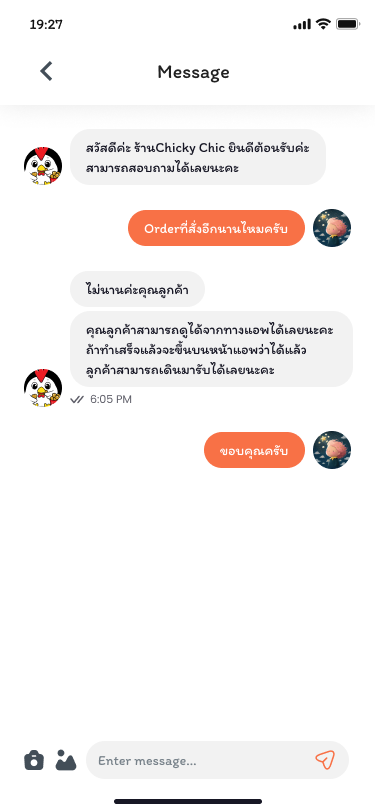 19:27
Message
สวัสดีค่ะ ร้านChicky Chic ยินดีต้อนรับค่ะ
สามารถสอบถามได้เลยนะคะ
Orderที่สั่งอีกนานไหมครับ
ไม่นานค่ะคุณลูกค้า
คุณลูกค้าสามารถดูได้จากทางแอพได้เลยนะคะ
ถ้าทำเสร็จแล้วจะขึ้นบนหน้าแอพว่าได้แล้ว
ลูกค้าสามารถเดินมารับได้เลยนะคะ
6:05 PM
ขอบคุณครับ
Enter message...